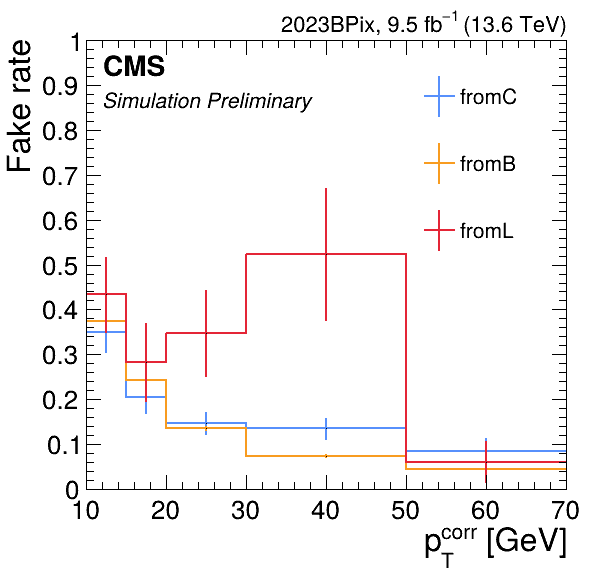 2023BPix, 9.5 fb⁻¹ (13.6 TeV)
CMS
Simulation Preliminary
fromC
fromB
fromL
Fake rate
1
0.9
0.8
0.7
0.6
0.5
0.4
0.3
0.2
0.1
0
10 20 30 40 50 60 70
p_T^corr [GeV]